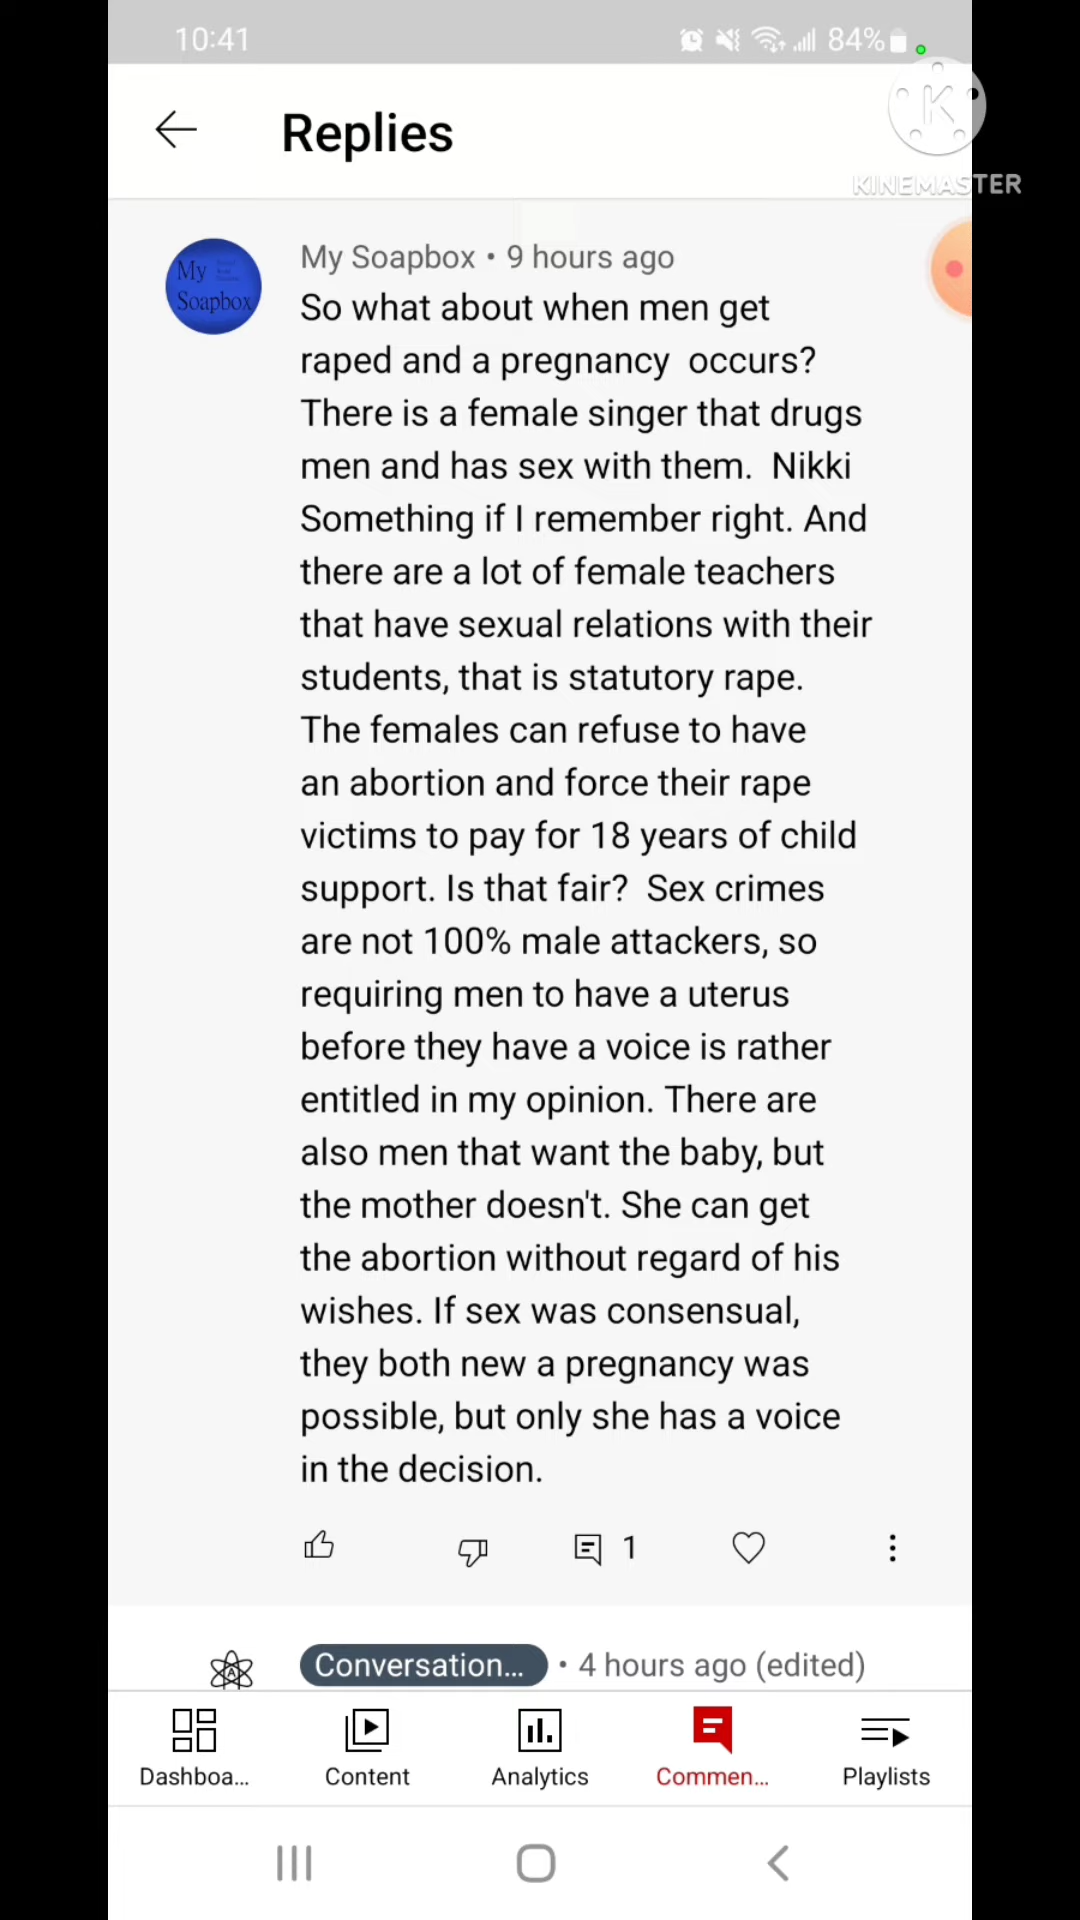 10:41
84%
Replies
K
KINEMASTER
My Soapbox • 9 hours ago
My
Soapbox
So what about when men get
raped and a pregnancy  occurs?
There is a female singer that drugs
men and has sex with them.  Nikki
Something if I remember right. And
there are a lot of female teachers
that have sexual relations with their
students, that is statutory rape.
The females can refuse to have
an abortion and force their rape
victims to pay for 18 years of child
support. Is that fair?  Sex crimes
are not 100% male attackers, so
requiring men to have a uterus
before they have a voice is rather
entitled in my opinion. There are
also men that want the baby, but
the mother doesn't. She can get
the abortion without regard of his
wishes. If sex was consensual,
they both new a pregnancy was
possible, but only she has a voice
in the decision.
1
A
Conversation... • 4 hours ago (edited)
Dashboa...
Content
Analytics
Commen...
Playlists